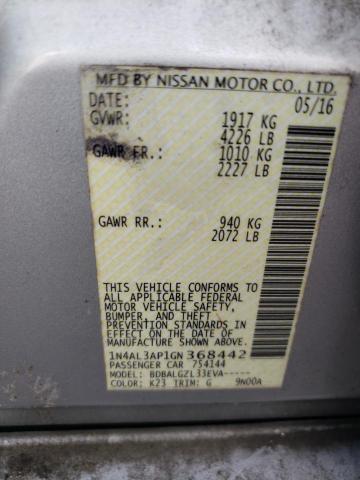 MFD BY NISSAN MOTOR CO., LTD.
DATE: 05/16
GVWR: 1917 KG
4226 LB
GAWR FR.: 1010 KG
2227 LB
GAWR RR.: 940 KG
2072 LB
THIS VEHICLE CONFORMS TO
ALL APPLICABLE FEDERAL
MOTOR VEHICLE SAFETY,
BUMPER, AND THEFT
PREVENTION STANDARDS IN
EFFECT ON THE DATE OF
MANUFACTURE SHOWN ABOVE.
1N4AL3AP1GN368442
PASSENGER CAR 754144
MODEL: BDBALGZL33EVA-----
COLOR: K23 TRIM: G 9N00A